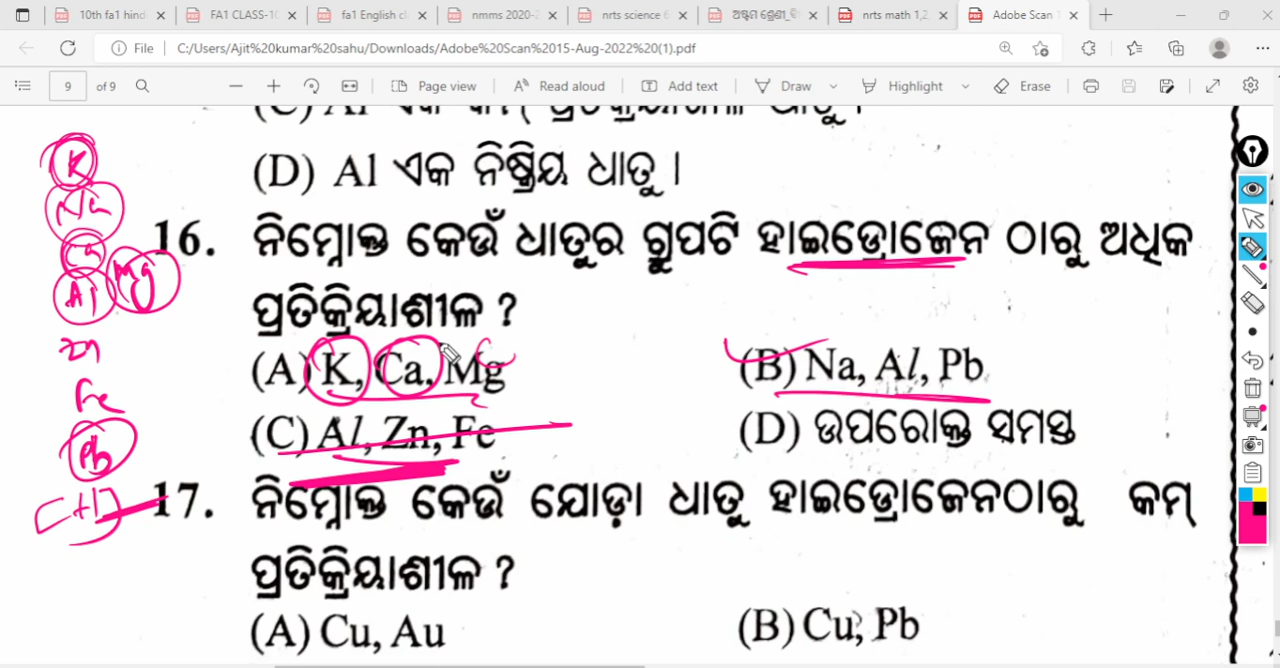 10th fa1 hind
FA1 CLASS-10
fa1 English cl
nmms 2020-2
nrts science 6
nrts math 1,2,
Adobe Scan 1
File
C:/Users/Ajit%20kumar%20sahu/Downloads/Adobe%20Scan%2015-Aug-2022%20(1).pdf
9 of 9
Page view
Read aloud
Add text
Draw
Highlight
Erase
(D) Al ଏକ ନିଷ୍କ୍ରିୟ ଧାତୁ ।
16. ନିମ୍ନୋକ୍ତ କେଉଁ ଧାତୁର ଗ୍ରୁପଟି ହାଇଡ୍ରୋଜେନ ଠାରୁ ଅଧିକ
ପ୍ରତିକ୍ରିୟାଶୀଳ ?
(A) K, Ca, Mg (B) Na, Al, Pb
(C) Al, Zn, Fe (D) ଉପରୋକ୍ତ ସମସ୍ତ
17. ନିମ୍ନୋକ୍ତ କେଉଁ ଯୋଡ଼ା ଧାତୁ ହାଇଡ୍ରୋଜେନଠାରୁ କମ୍
ପ୍ରତିକ୍ରିୟାଶୀଳ ?
(A) Cu, Au (B) Cu, Pb
K
Na
Ca
Al Mg
Zn
Fe
Pb
[H]